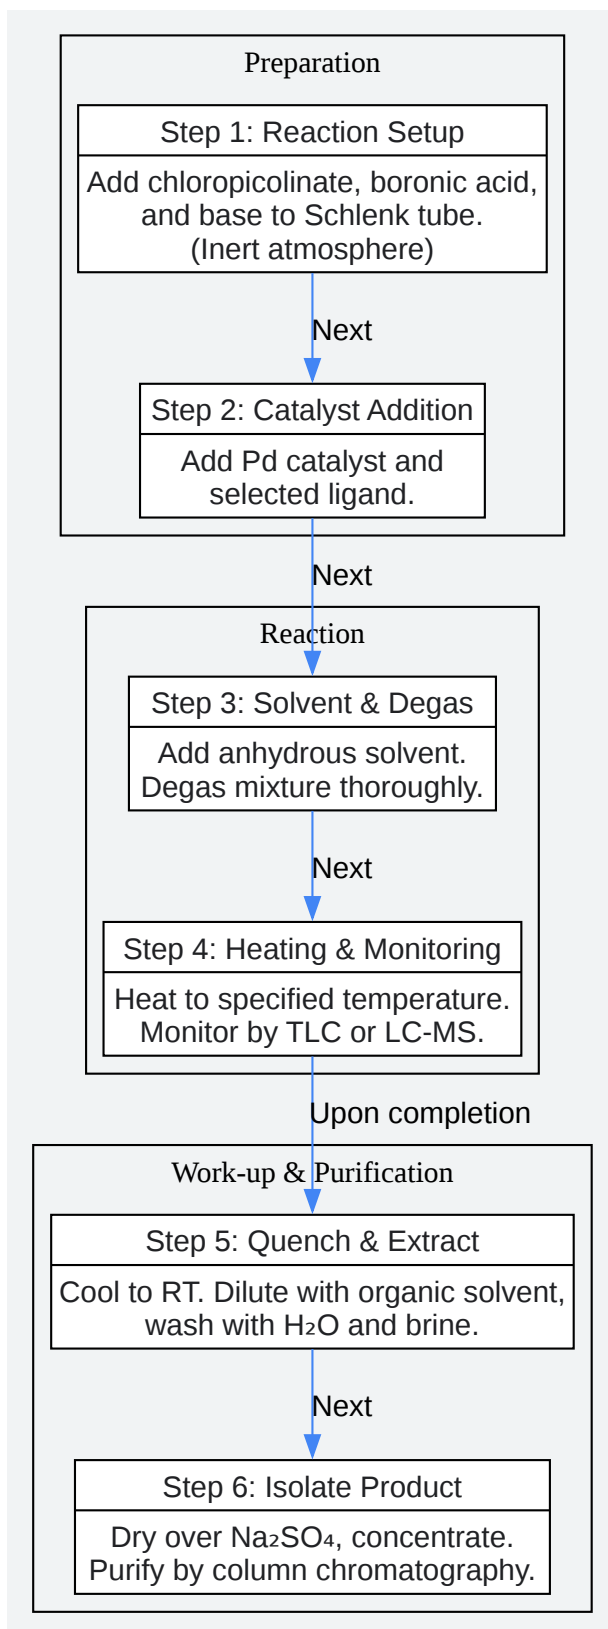 Preparation
Step 1: Reaction Setup
Add chloropicolinate, boronic acid,
and base to Schlenk tube.
(Inert atmosphere)
Next
Step 2: Catalyst Addition
Add Pd catalyst and
selected ligand.
Next
Reaction
Step 3: Solvent & Degas
Add anhydrous solvent.
Degas mixture thoroughly.
Next
Step 4: Heating & Monitoring
Heat to specified temperature.
Monitor by TLC or LC-MS.
Upon completion
Work-up & Purification
Step 5: Quench & Extract
Cool to RT. Dilute with organic solvent,
wash with H₂O and brine.
Next
Step 6: Isolate Product
Dry over Na₂SO₄, concentrate.
Purify by column chromatography.